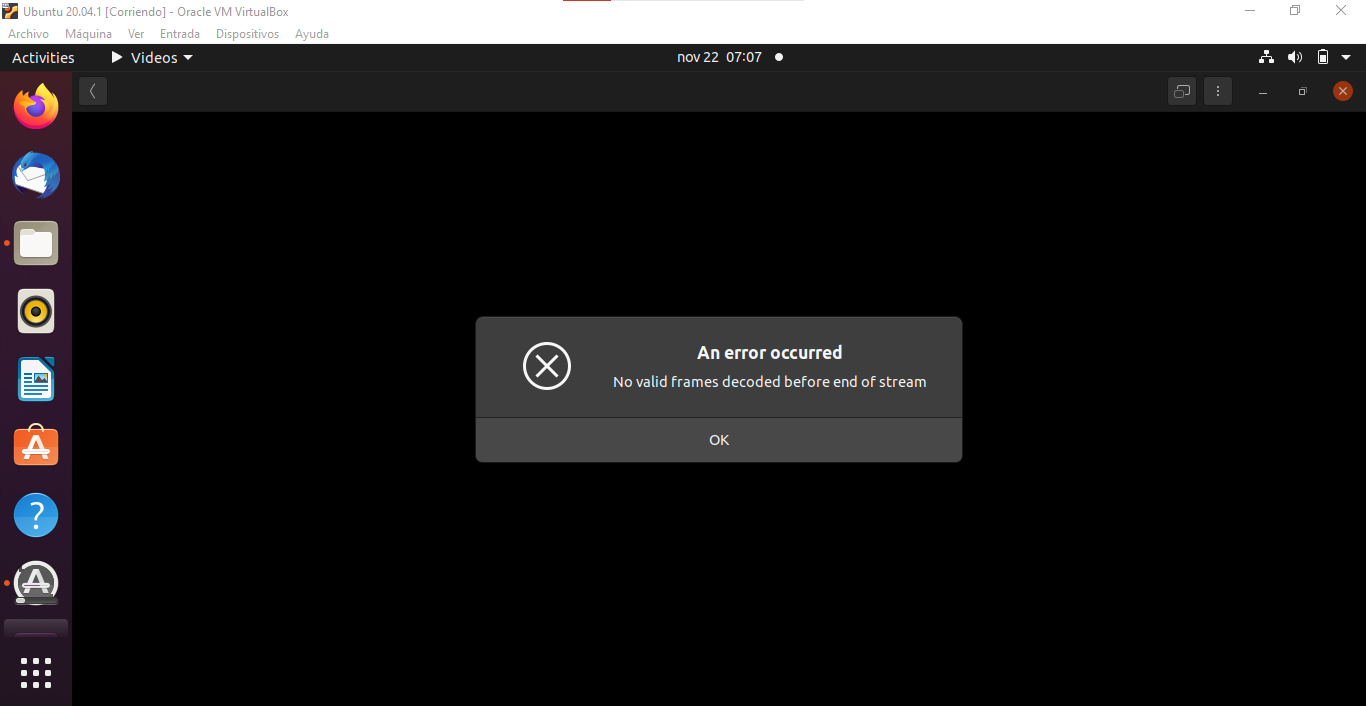 Ubuntu 20.04.1 [Corriendo] - Oracle VM VirtualBox
Archivo Máquina Ver Entrada Dispositivos Ayuda
Activities Videos nov 22 07:07
An error occurred
No valid frames decoded before end of stream
OK